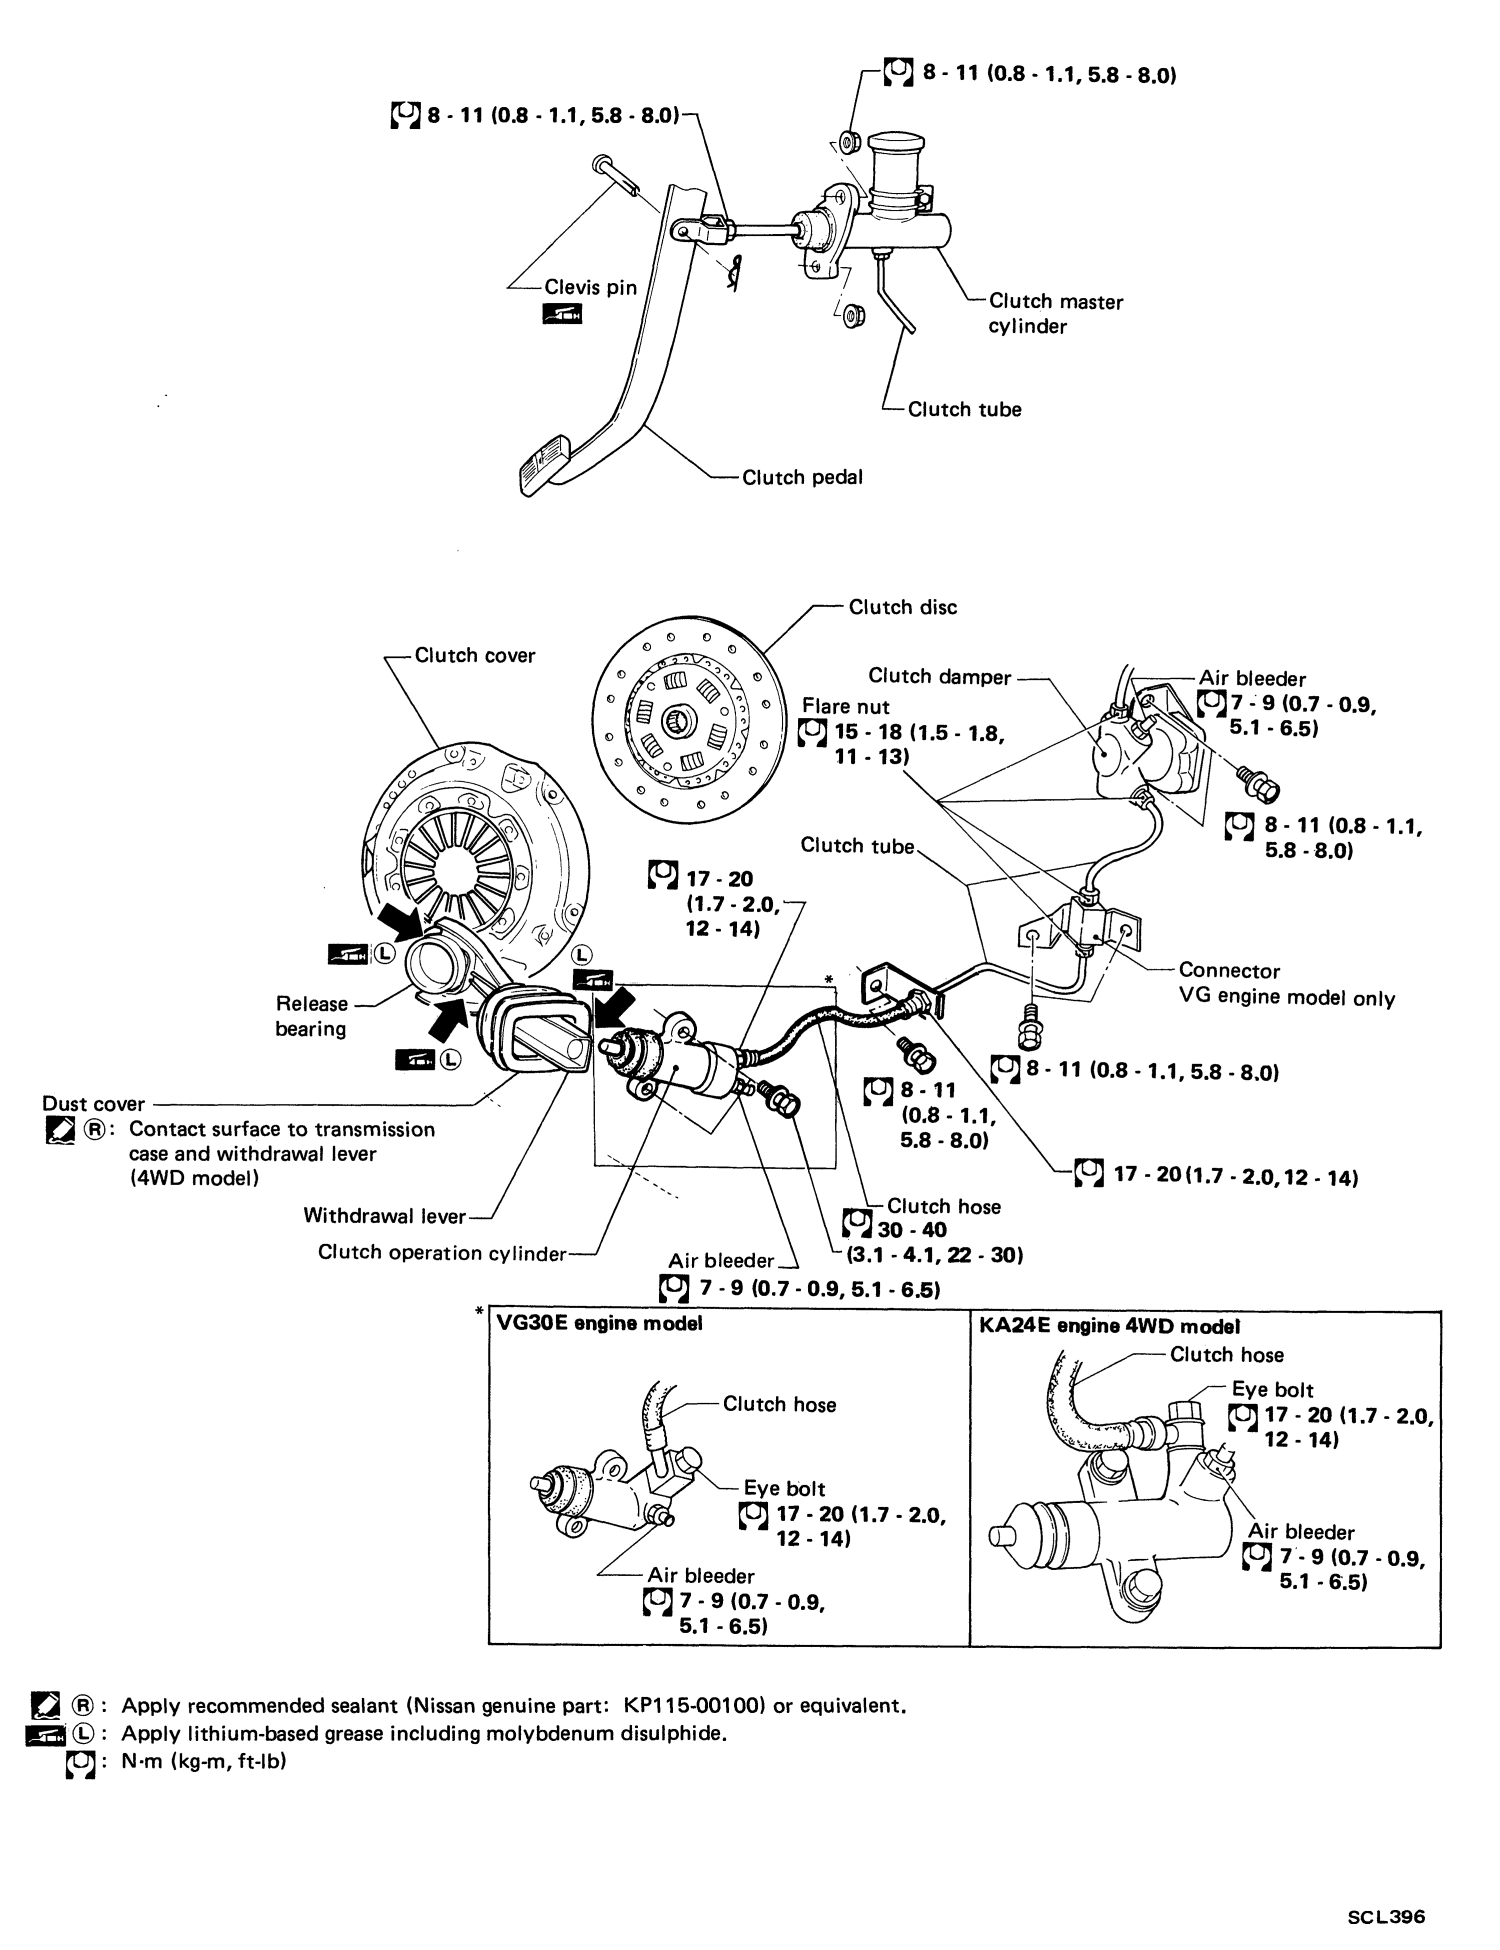 8 - 11 (0.8 - 1.1, 5.8 - 8.0)
8 - 11 (0.8 - 1.1, 5.8 - 8.0)
Clevis pin
Clutch master
cylinder
Clutch tube
Clutch pedal
Clutch disc
Clutch cover
Clutch damper
Air bleeder
7 - 9 (0.7 - 0.9,
5.1 - 6.5)
Flare nut
15 - 18 (1.5 - 1.8,
11 - 13)
8 - 11 (0.8 - 1.1,
5.8 - 8.0)
Clutch tube
17 - 20
(1.7 - 2.0,
12 - 14)
L
L
*
Connector
VG engine model only
Release
bearing
L
8 - 11 (0.8 - 1.1, 5.8 - 8.0)
8 - 11
(0.8 - 1.1,
5.8 - 8.0)
Dust cover
R : Contact surface to transmission
case and withdrawal lever
(4WD model)
17 - 20 (1.7 - 2.0, 12 - 14)
Withdrawal lever
Clutch hose
30 - 40
(3.1 - 4.1, 22 - 30)
Clutch operation cylinder
Air bleeder
7 - 9 (0.7 - 0.9, 5.1 - 6.5)
*
VG30E engine model
Clutch hose
Eye bolt
17 - 20 (1.7 - 2.0,
12 - 14)
Air bleeder
7 - 9 (0.7 - 0.9,
5.1 - 6.5)
KA24E engine 4WD model
Clutch hose
Eye bolt
17 - 20 (1.7 - 2.0,
12 - 14)
Air bleeder
7 - 9 (0.7 - 0.9,
5.1 - 6.5)
R : Apply recommended sealant (Nissan genuine part: KP115-00100) or equivalent.
L : Apply lithium-based grease including molybdenum disulphide.
: N·m (kg-m, ft-lb)
SCL396